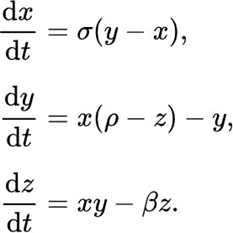 dx/dt = σ(y − x),
dy/dt = x(ρ − z) − y,
dz/dt = xy − βz.